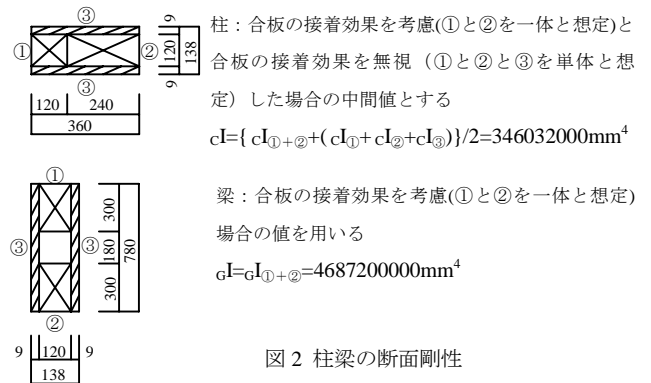 ③
①
②
③
9
120
138
9
120
240
360
柱：合板の接着効果を考慮(①と②を一体と想定)と
合板の接着効果を無視（①と②と③を単体と想
定）した場合の中間値とする
cI={ cI①+②+( cI①+ cI②+cI③)}/2=346032000mm⁴
①
③
③
②
300
180
300
780
9
120
9
138
梁：合板の接着効果を考慮(①と②を一体と想定)
場合の値を用いる
GI=GI①+②=4687200000mm⁴
図 2 柱梁の断面剛性